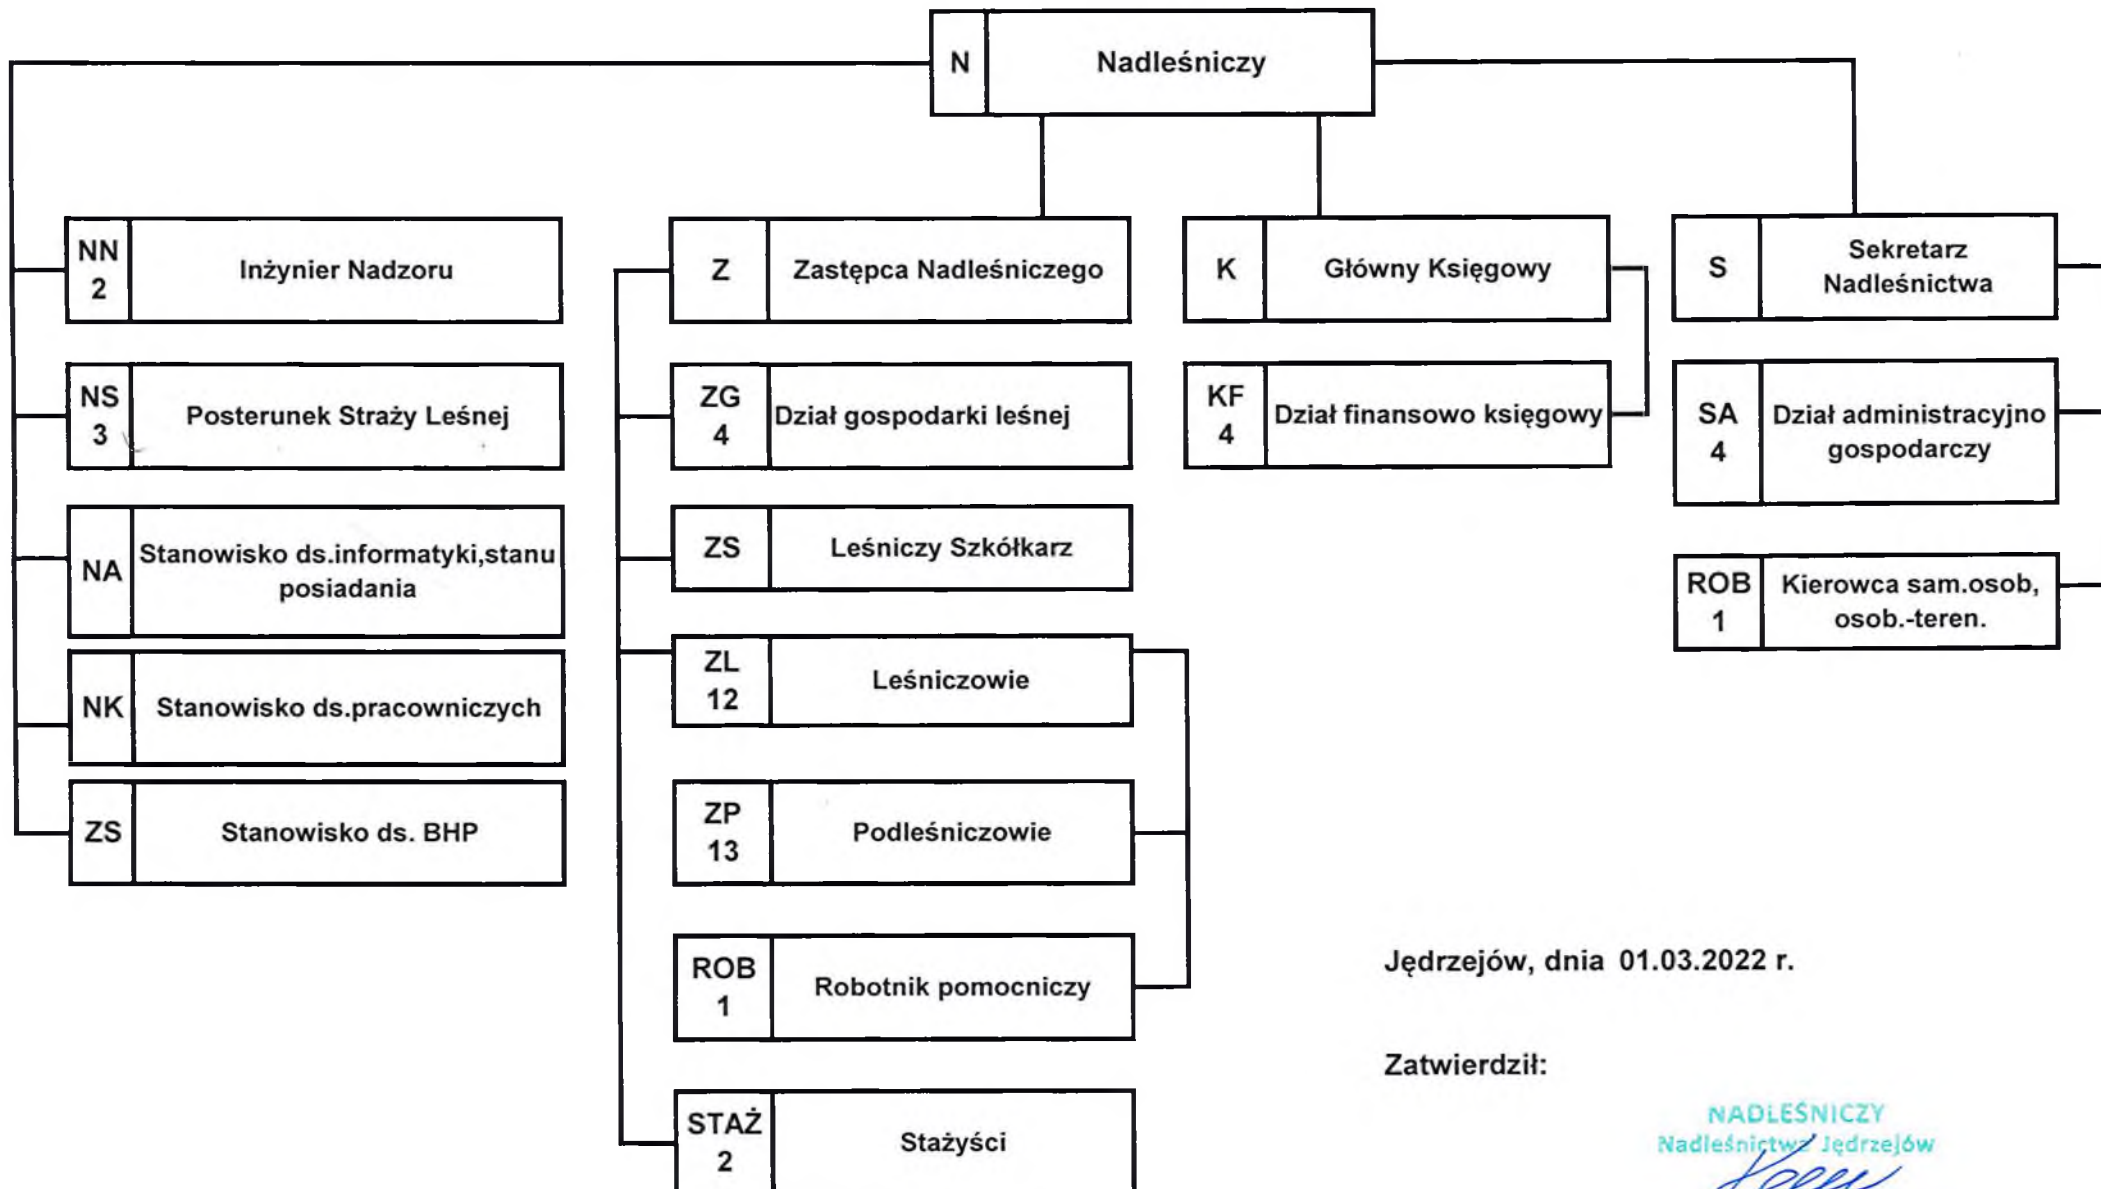 N
Nadleśniczy
NN
2
Inżynier Nadzoru
NS
3
Posterunek Straży Leśnej
NA
Stanowisko ds.informatyki,stanu
posiadania
NK
Stanowisko ds.pracowniczych
ZS
Stanowisko ds. BHP
Z
Zastępca Nadleśniczego
ZG
4
Dział gospodarki leśnej
ZS
Leśniczy Szkółkarz
ZL
12
Leśniczowie
ZP
13
Podleśniczowie
ROB
1
Robotnik pomocniczy
STAŻ
2
Stażyści
K
Główny Księgowy
KF
4
Dział finansowo księgowy
S
Sekretarz
Nadleśnictwa
SA
4
Dział administracyjno
gospodarczy
ROB
1
Kierowca sam.osob,
osob.-teren.
Jędrzejów, dnia 01.03.2022 r.
Zatwierdził:
NADLEŚNICZY
Nadleśnictwa Jędrzejów